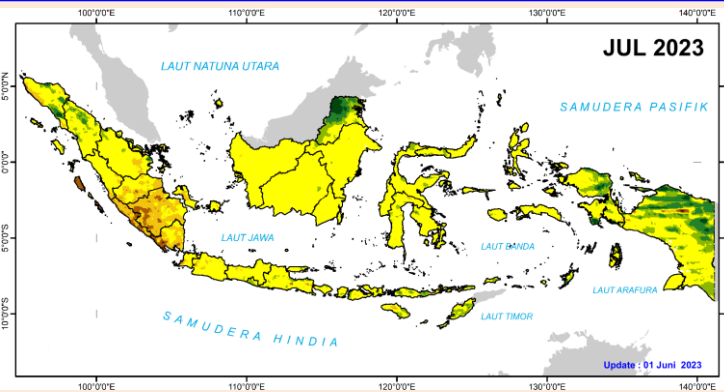 100°0'0"E 110°0'0"E 120°0'0"E 130°0'0"E 140°0'0"E
JUL 2023
LAUT NATUNA UTARA
5°0'0"N
SAMUDERA PASIFIK
0°0'0"
LAUT JAWA
LAUT BANDA
5°0'0"S
LAUT ARAFURA
10°0'0"S
SAMUDERA HINDIA
LAUT TIMOR
Update : 01 Juni 2023
100°0'0"E 110°0'0"E 120°0'0"E 130°0'0"E 140°0'0"E